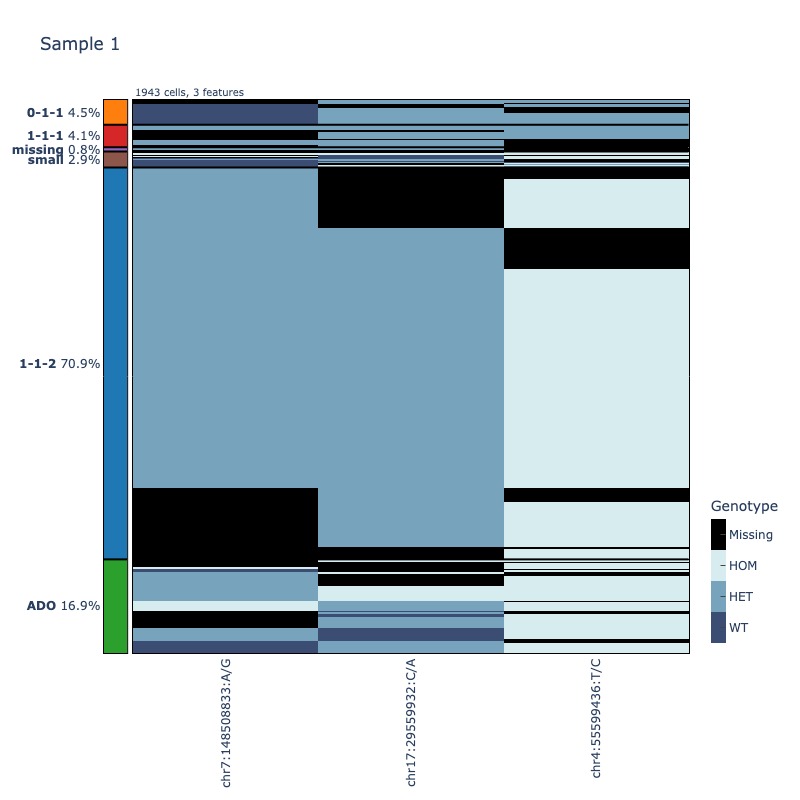 Sample 1
1943 cells, 3 features
0-1-1 4.5%
1-1-1 4.1%
missing 0.8%
small 2.9%
1-1-2 70.9%
ADO 16.9%
Genotype
Missing
HOM
HET
WT
chr7:148508833:A/G
chr17:29559932:C/A
chr4:55599436:T/C